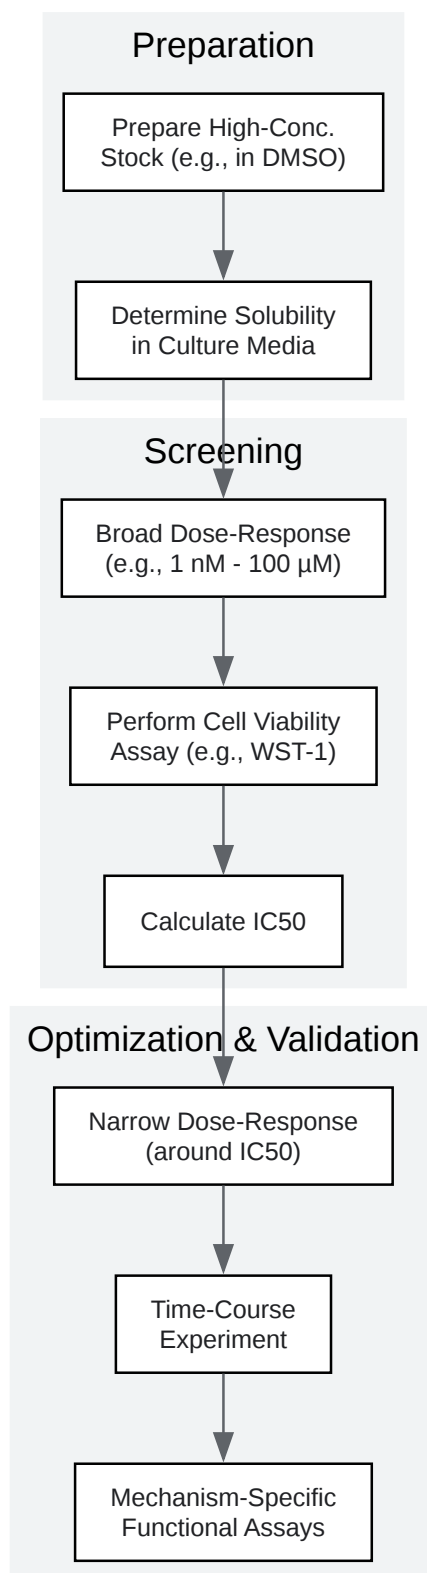 Preparation
Prepare High-Conc.
Stock (e.g., in DMSO)
Determine Solubility
in Culture Media
Screening
Broad Dose-Response
(e.g., 1 nM - 100 µM)
Perform Cell Viability
Assay (e.g., WST-1)
Calculate IC50
Optimization & Validation
Narrow Dose-Response
(around IC50)
Time-Course
Experiment
Mechanism-Specific
Functional Assays